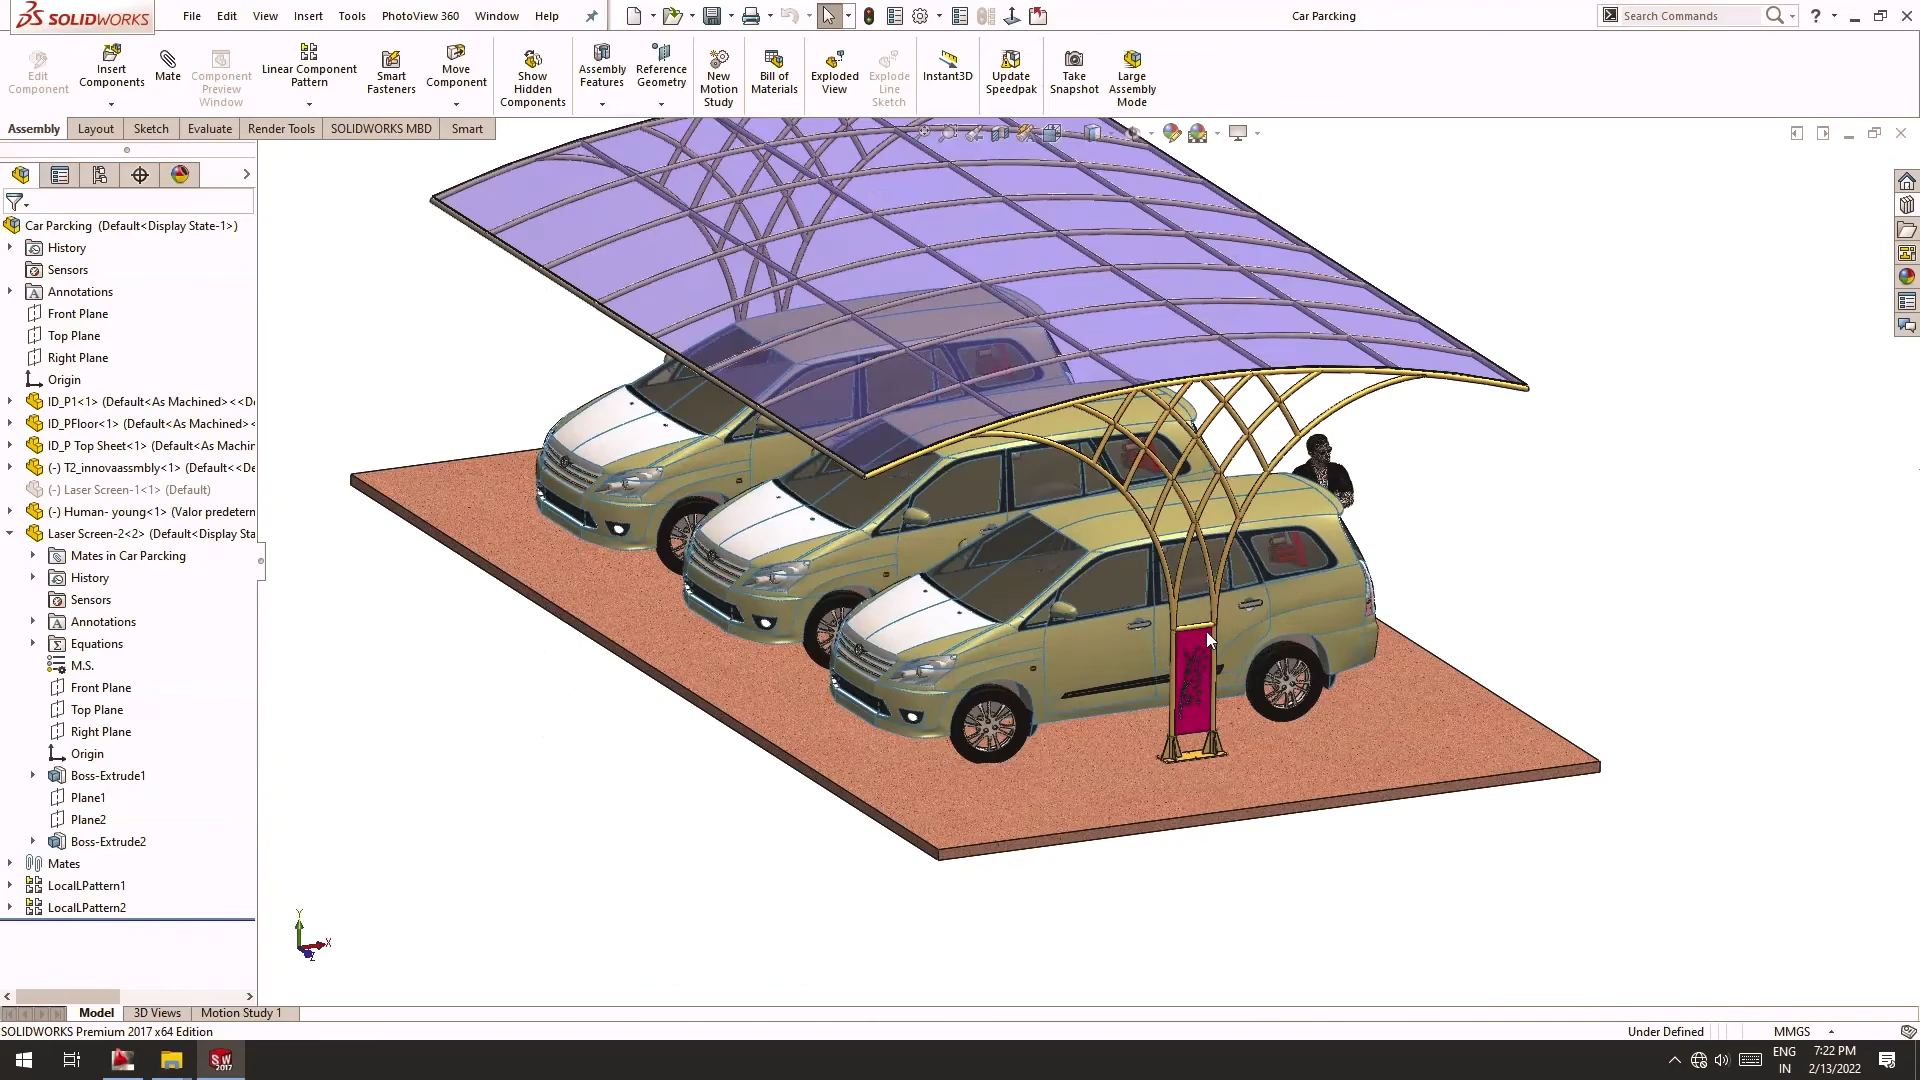 SOLIDWORKS
File Edit View Insert Tools PhotoView 360 Window Help
Car Parcking
Search Commands
Edit Component
Insert Components
Mate
Component Preview Window
Linear Component Pattern
Smart Fasteners
Move Component
Show Hidden Components
Assembly Features
Reference Geometry
New Motion Study
Bill of Materials
Exploded View
Explode Line Sketch
Instant3D
Update Speedpak
Take Snapshot
Large Assembly Mode
Assembly Layout Sketch Evaluate Render Tools SOLIDWORKS MBD Smart
Car Parcking (Default<Display State-1>)
History
Sensors
Annotations
Front Plane
Top Plane
Right Plane
Origin
ID_P1<1> (Default<As Machined><<De
ID_PFloor<1> (Default<As Machined><
ID_P Top Sheet<1> (Default<As Machin
(-) T2_innovaassmbly<1> (Default<<De
(-) Laser Screen-1<1> (Default)
(-) Human- young<1> (Valor predetern
Laser Screen-2<2> (Default<Display Sta
Mates in Car Parcking
History
Sensors
Annotations
Equations
M.S.
Front Plane
Top Plane
Right Plane
Origin
Boss-Extrude1
Plane1
Plane2
Boss-Extrude2
Mates
LocalLPattern1
LocalLPattern2
Y
X
Z
Model 3D Views Motion Study 1
SOLIDWORKS Premium 2017 x64 Edition
Under Defined
MMGS
SW
2017
ENG
IN
7:22 PM
2/13/2022